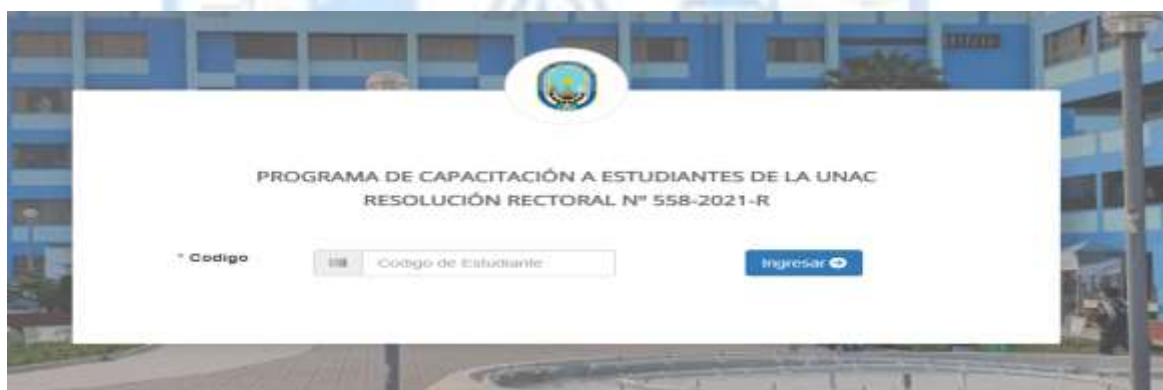 PROGRAMA DE CAPACITACIÓN A ESTUDIANTES DE LA UNAC
RESOLUCIÓN RECTORAL Nº 558-2021-R
* Codigo
Codigo de Estudiante
Ingresar